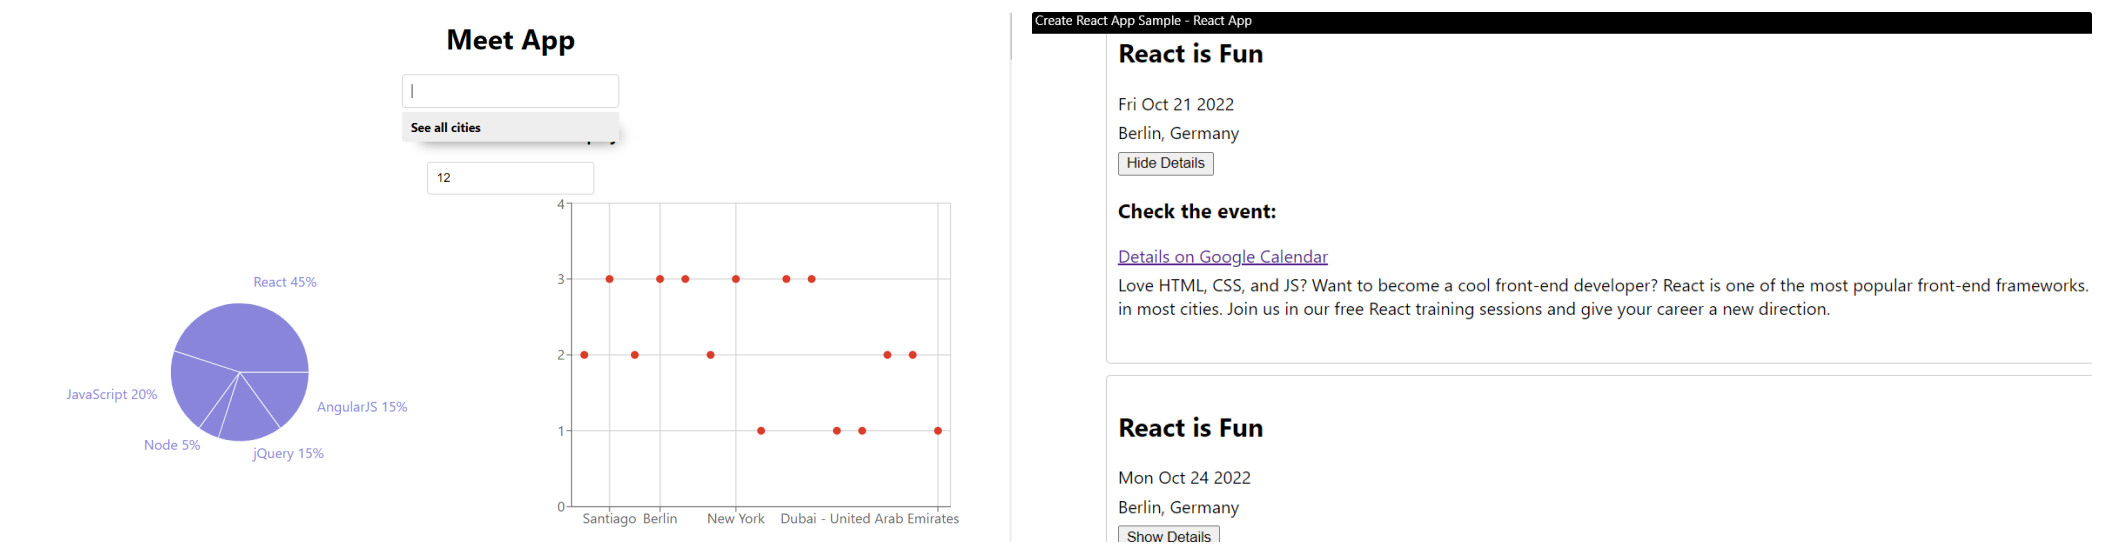 Meet App
See all cities
12
4
3
2
1
0
Santiago
Berlin
New York
Dubai - United Arab Emirates
React 45%
JavaScript 20%
AngularJS 15%
Node 5%
jQuery 15%
Create React App Sample - React App
React is Fun
Fri Oct 21 2022
Berlin, Germany
Hide Details
Check the event:
Details on Google Calendar
Love HTML, CSS, and JS? Want to become a cool front-end developer? React is one of the most popular front-end frameworks.
in most cities. Join us in our free React training sessions and give your career a new direction.
React is Fun
Mon Oct 24 2022
Berlin, Germany
Show Details